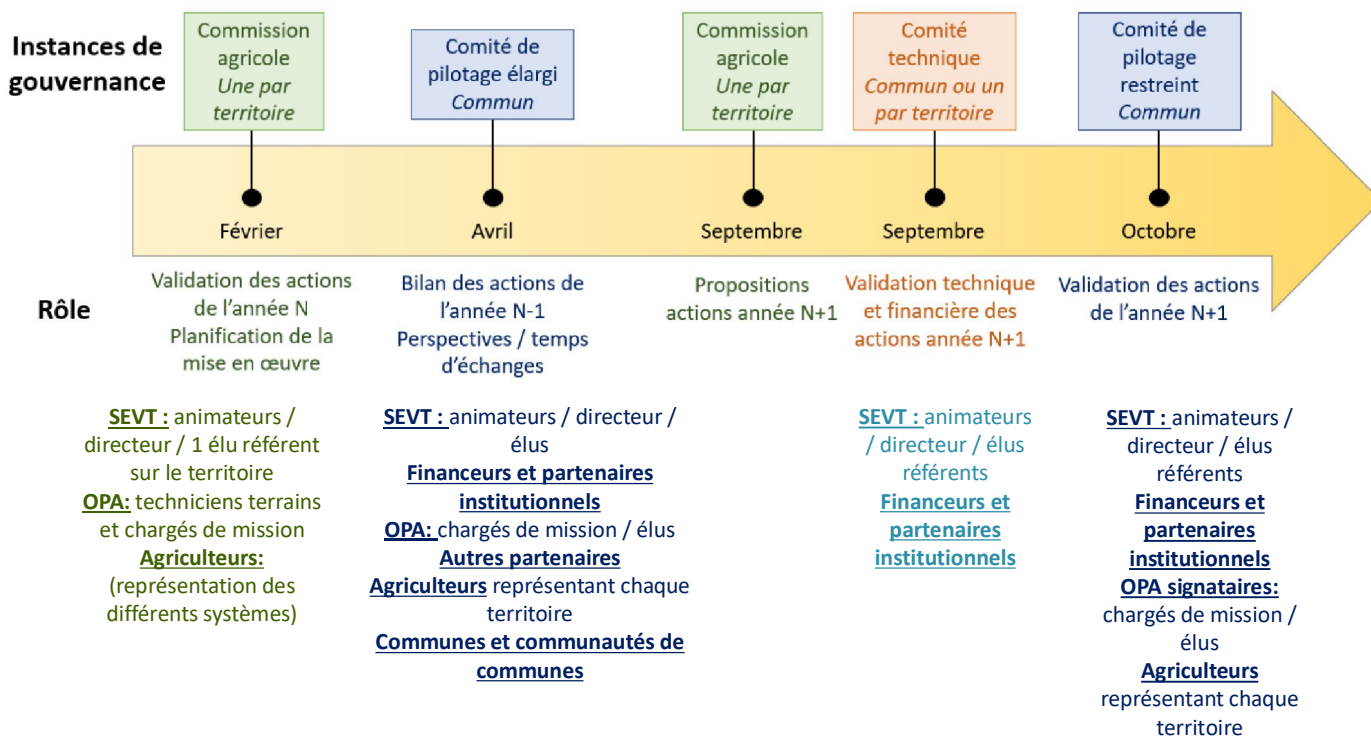 Instances de
gouvernance
Commission
agricole
Une par
territoire
Comité de
pilotage élargi
Commun
Commission
agricole
Une par
territoire
Comité
technique
Commun ou un
par territoire
Comité de
pilotage
restreint
Commun
Février
Avril
Septembre
Septembre
Octobre
Rôle
Validation des actions
de l'année N
Planification de la
mise en œuvre
Bilan des actions de
l'année N-1
Perspectives / temps
d'échanges
Propositions
actions année N+1
Validation technique
et financière des
actions année N+1
Validation des actions
de l'année N+1
SEVT : animateurs /
directeur / 1 élu référent
sur le territoire
OPA: techniciens terrains
et chargés de mission
Agriculteurs:
(représentation des
différents systèmes)
SEVT : animateurs / directeur /
élus
Financeurs et partenaires
institutionnels
OPA: chargés de mission / élus
Autres partenaires
Agriculteurs représentant chaque
territoire
Communes et communautés de
communes
SEVT : animateurs
/ directeur / élus
référents
Financeurs et
partenaires
institutionnels
SEVT : animateurs /
directeur / élus
référents
Financeurs et
partenaires
institutionnels
OPA signataires:
chargés de mission /
élus
Agriculteurs
représentant chaque
territoire